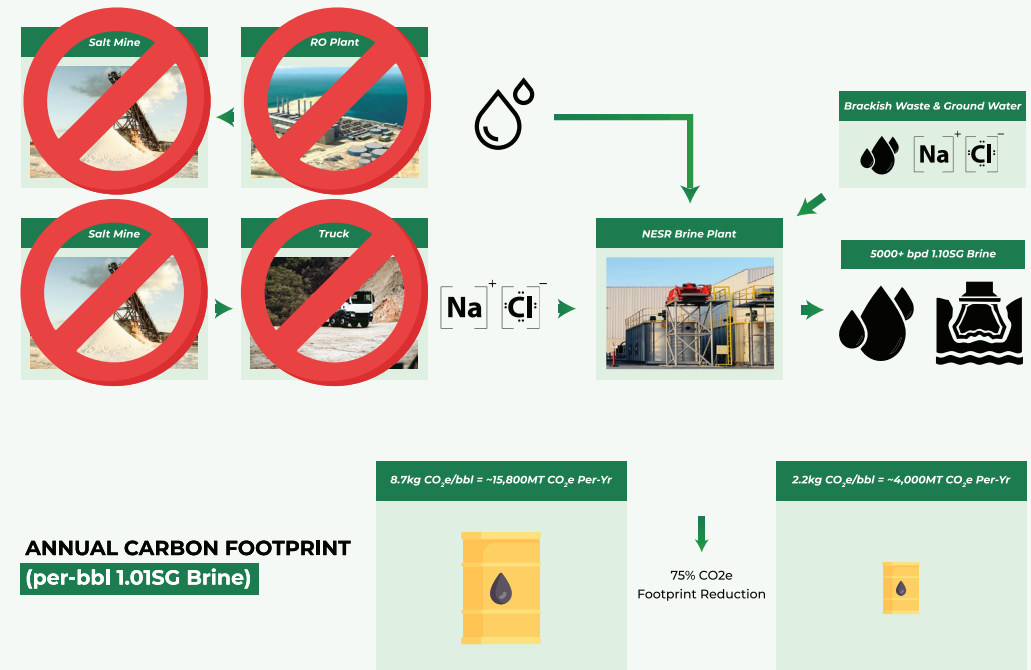 Salt Mine
RO Plant
Brackish Waste & Ground Water
[Na]⁺ [:C̤̈l:]⁻
Salt Mine
Truck
NESR Brine Plant
5000+ bpd 1.10SG Brine
[Na]⁺ [:C̤̈l:]⁻
8.7kg CO₂e/bbl = ~15,800MT CO₂e Per-Yr
2.2kg CO₂e/bbl = ~4,000MT CO₂e Per-Yr
ANNUAL CARBON FOOTPRINT
(per-bbl 1.01SG Brine)
75% CO2e
Footprint Reduction